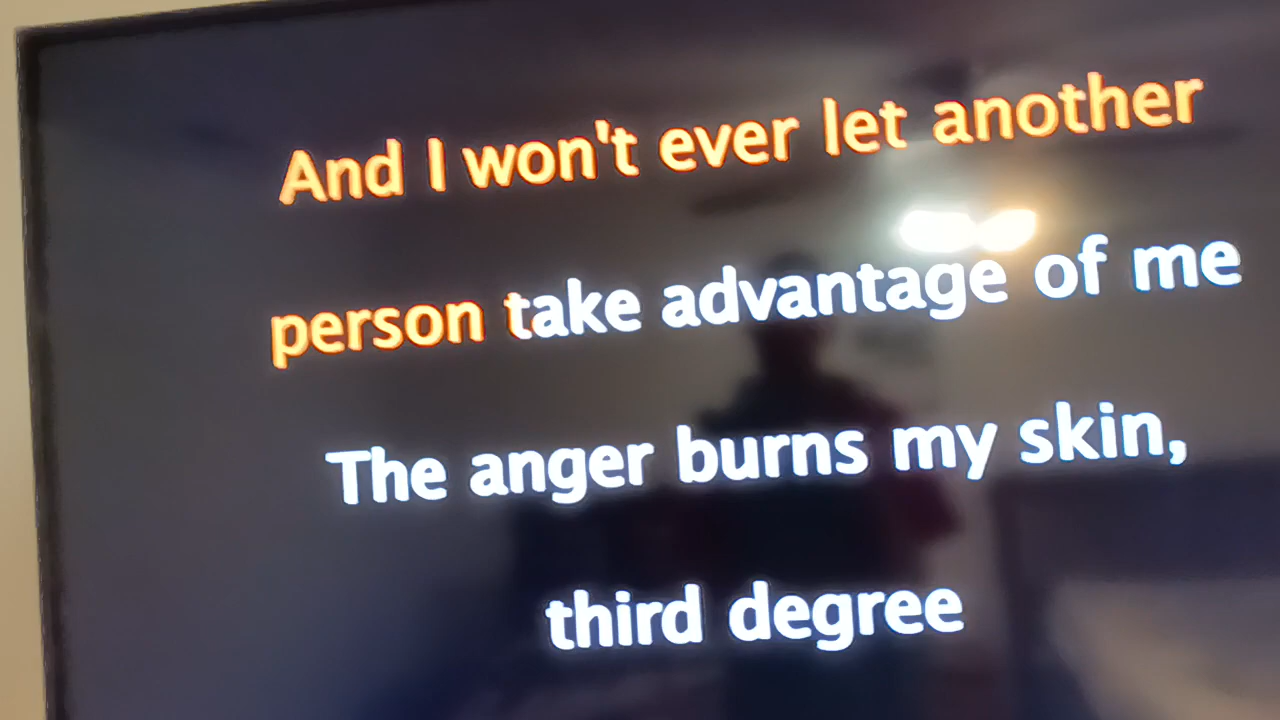 And I won't ever let another
person take advantage of me
The anger burns my skin,
third degree